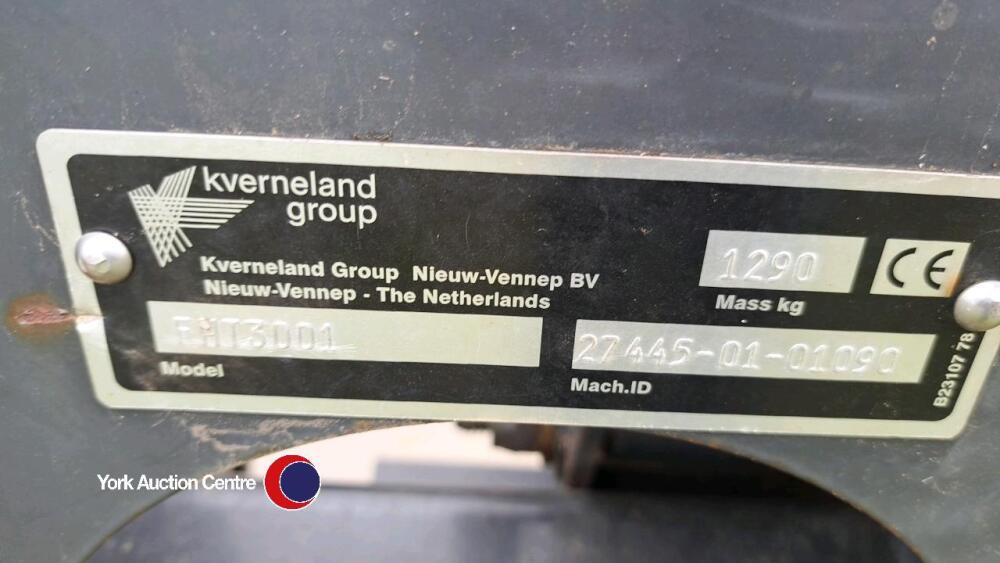 kverneland
group
Kverneland Group Nieuw-Vennep BV
Nieuw-Vennep - The Netherlands
1290
Mass kg
CE
Model
27445-01-01090
Mach.ID
B23107 78
York Auction Centre